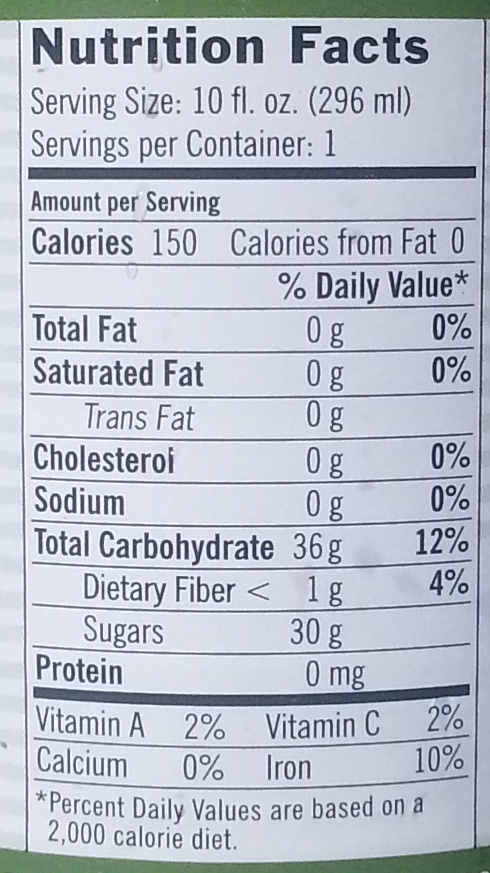 Nutrition Facts
Serving Size: 10 fl. oz. (296 ml)
Servings per Container: 1
Amount per Serving
Calories 150 Calories from Fat 0
% Daily Value*
Total Fat 0 g 0%
Saturated Fat 0 g 0%
Trans Fat 0 g
Cholesterol 0 g 0%
Sodium 0 g 0%
Total Carbohydrate 36 g 12%
Dietary Fiber < 1 g 4%
Sugars 30 g
Protein 0 mg
Vitamin A 2% Vitamin C 2%
Calcium 0% Iron 10%
*Percent Daily Values are based on a
2,000 calorie diet.